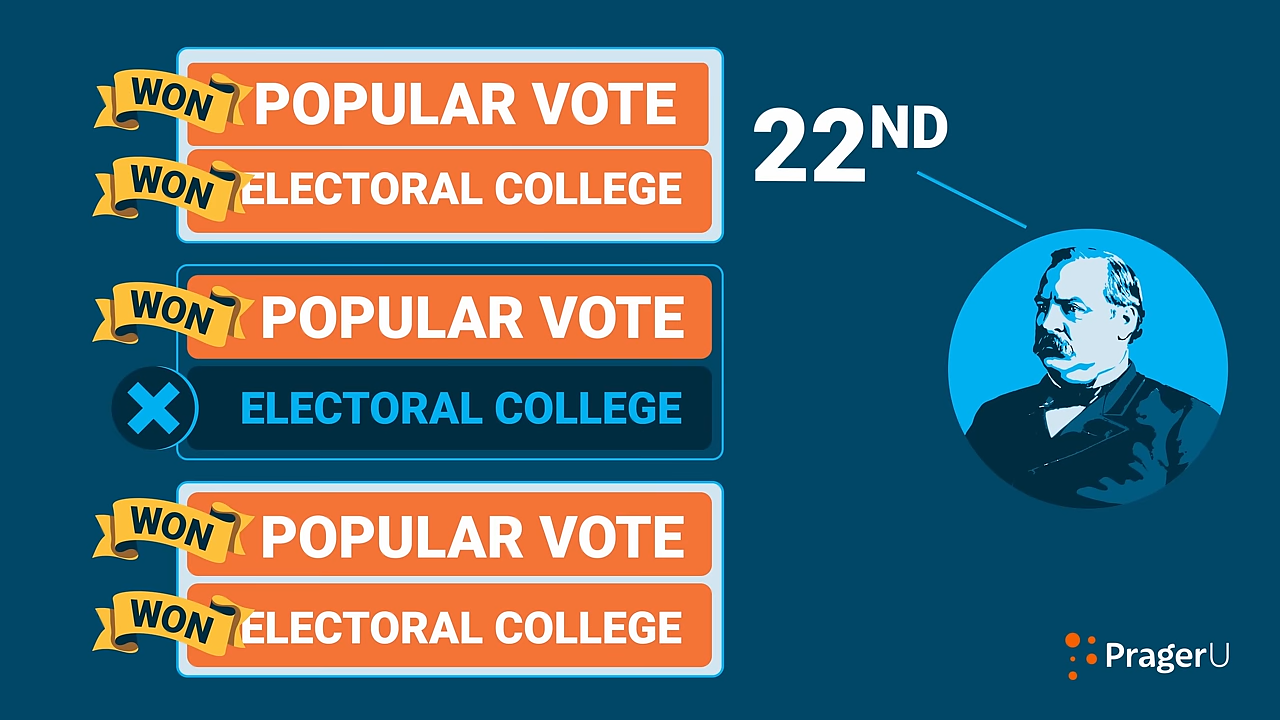 WON POPULAR VOTE
WON ELECTORAL COLLEGE
22ND
WON POPULAR VOTE
ELECTORAL COLLEGE
WON POPULAR VOTE
WON ELECTORAL COLLEGE
PragerU